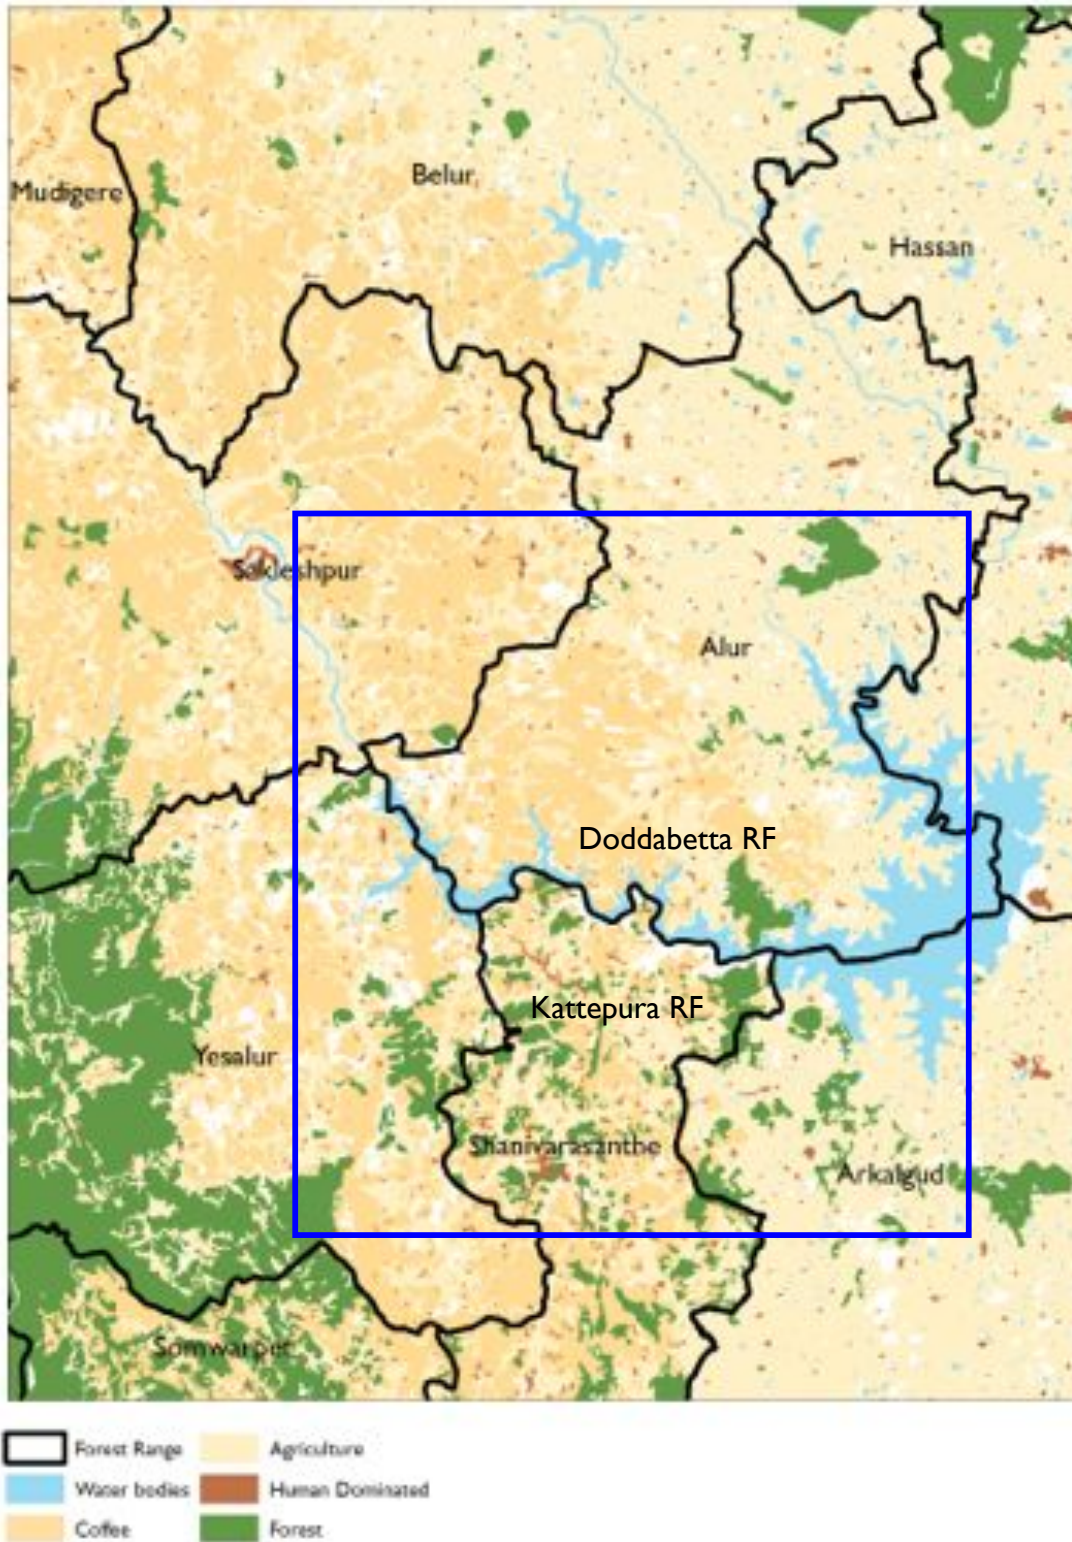 Mudigere
Belur
Hassan
Sakleshpur
Alur
Doddabetta RF
Kattepura RF
Yesalur
Shanivarasanthe
Arkalgud
Somwarpet
Forest Range
Agriculture
Water bodies
Human Dominated
Coffee
Forest